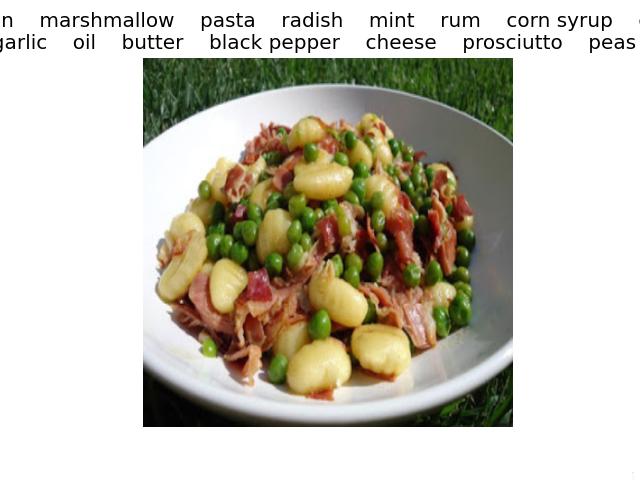 n marshmallow pasta radish mint rum corn syrup
garlic oil butter black pepper cheese prosciutto peas